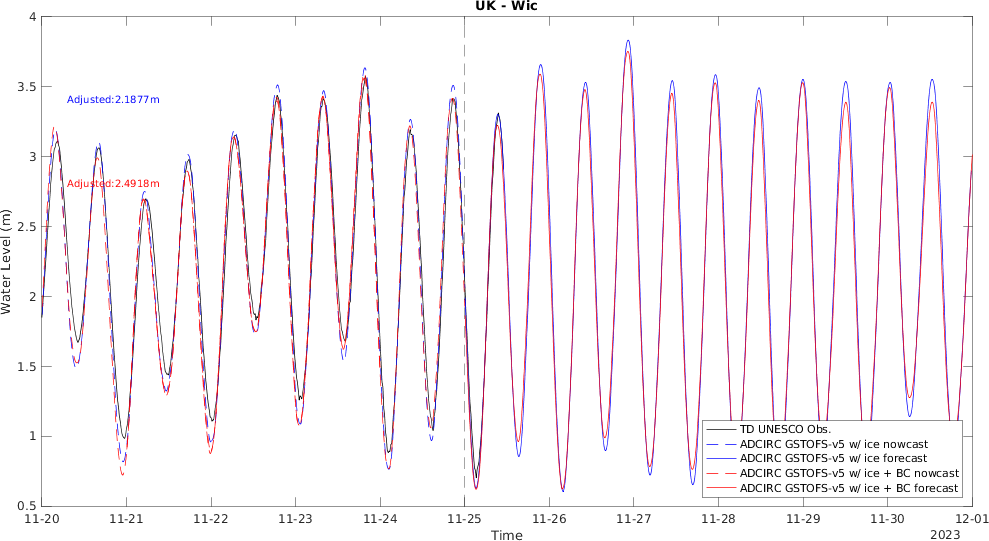 UK - Wic
4
3.5
3
2.5
2
1.5
1
0.5
Water Level (m)
Adjusted:2.1877m
Adjusted:2.4918m
TD UNESCO Obs.
ADCIRC GSTOFS-v5 w/ ice nowcast
ADCIRC GSTOFS-v5 w/ ice forecast
ADCIRC GSTOFS-v5 w/ ice + BC nowcast
ADCIRC GSTOFS-v5 w/ ice + BC forecast
11-20 11-21 11-22 11-23 11-24 11-25 11-26 11-27 11-28 11-29 11-30 12-01
Time
2023